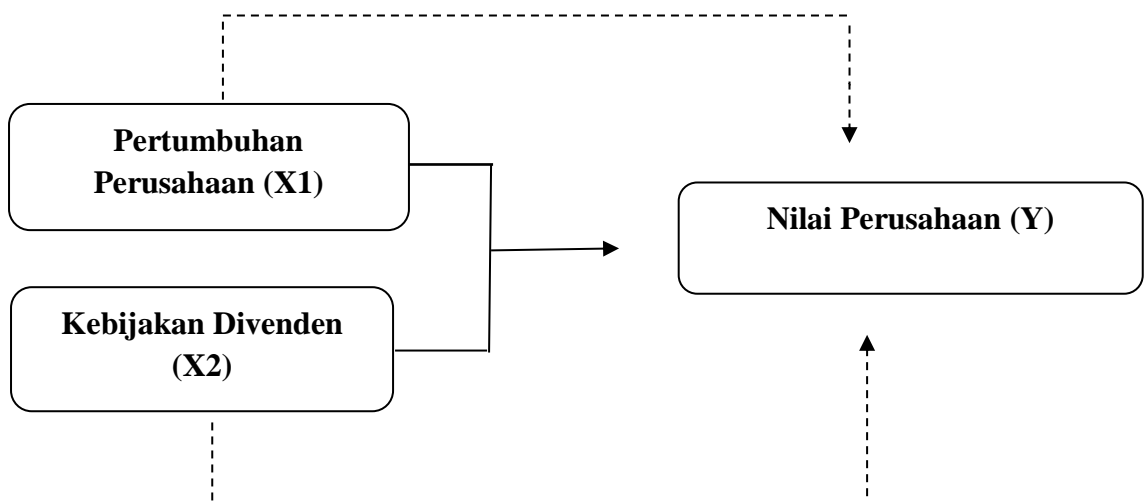 Pertumbuhan
Perusahaan (X1)
Nilai Perusahaan (Y)
Kebijakan Divenden
(X2)